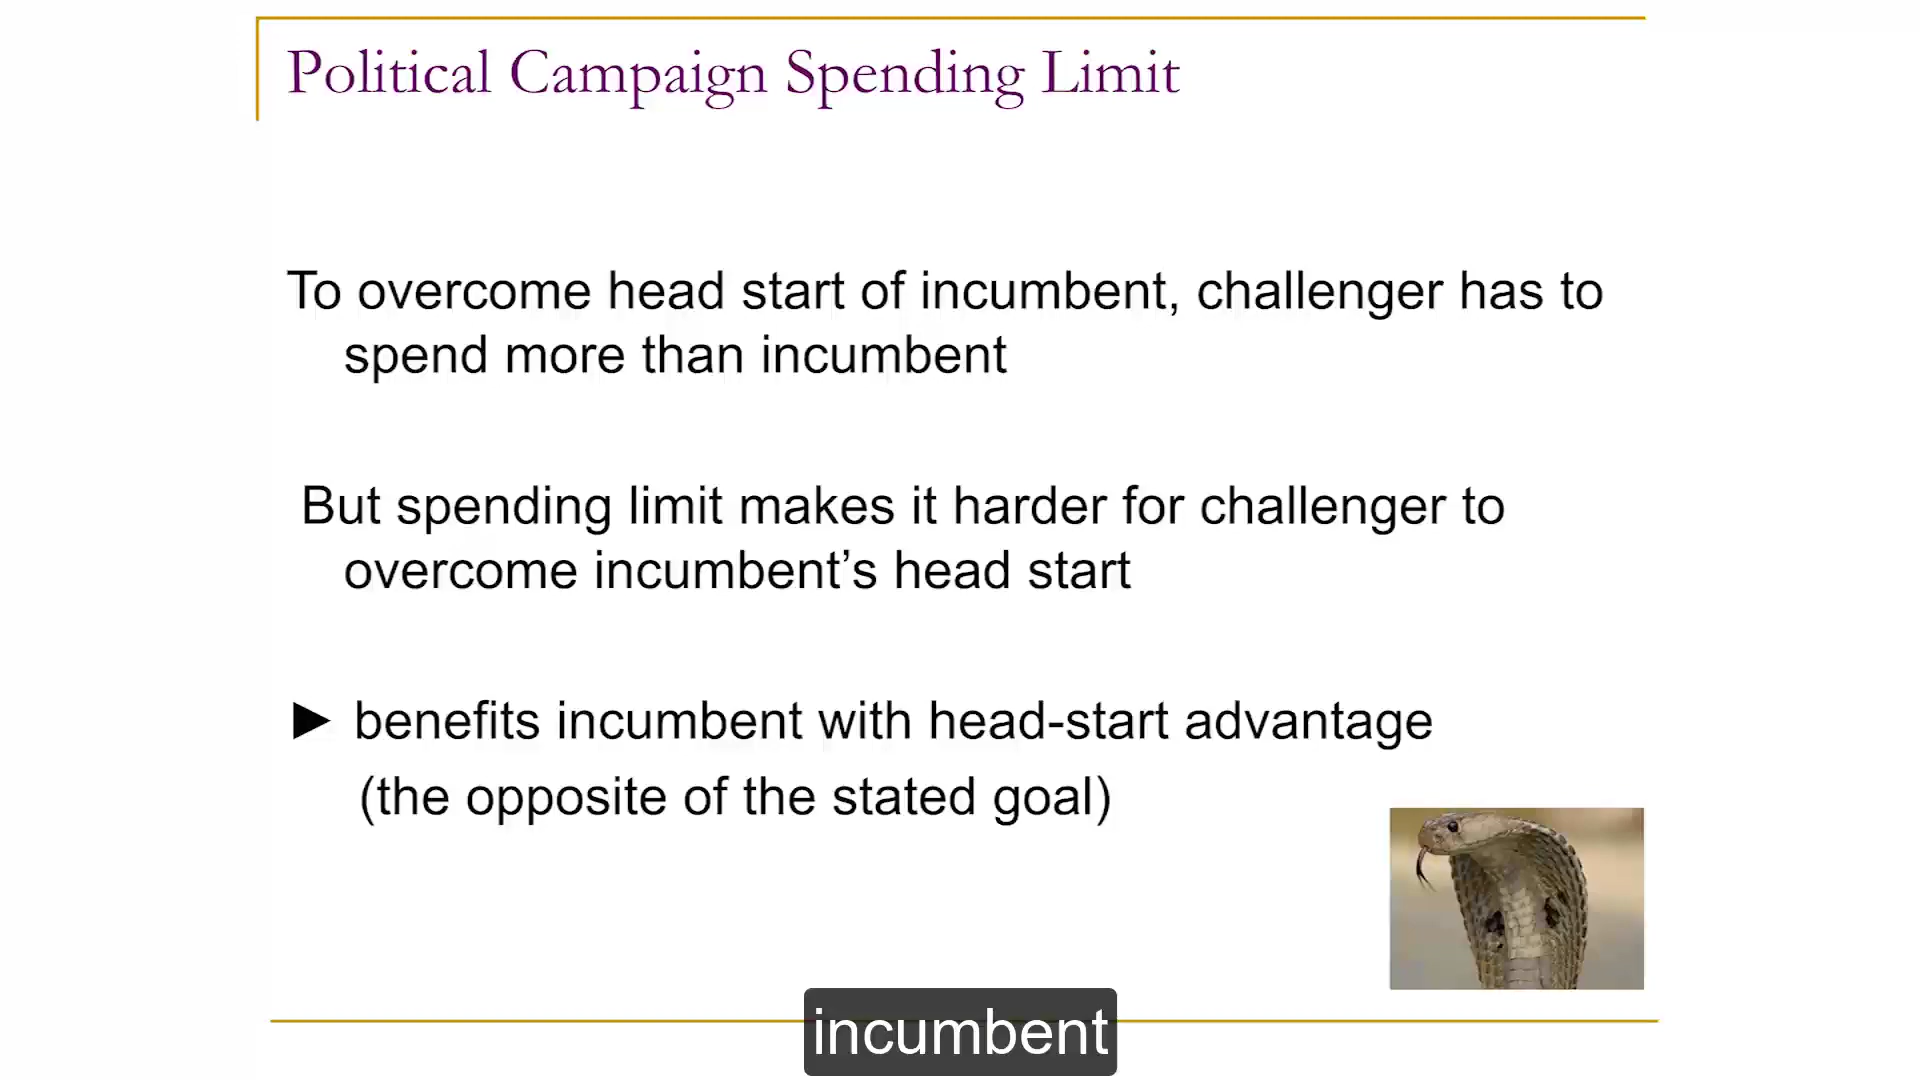 Political Campaign Spending Limit
To overcome head start of incumbent, challenger has to
spend more than incumbent
But spending limit makes it harder for challenger to
overcome incumbent’s head start
► benefits incumbent with head-start advantage
(the opposite of the stated goal)
incumbent